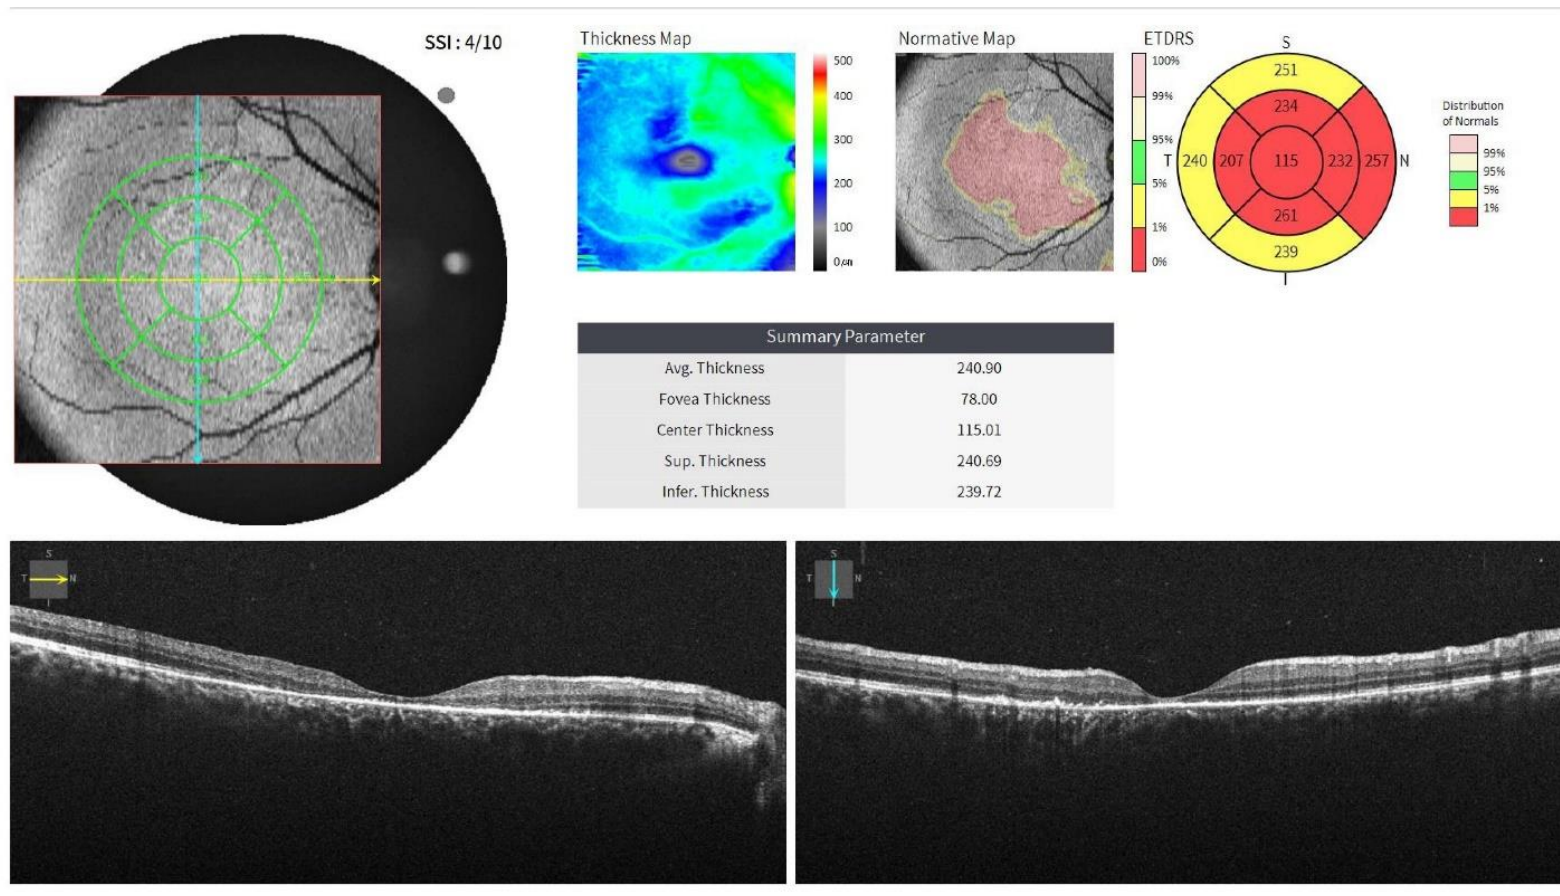 SSI : 4/10
Thickness Map
500
400
300
200
100
0㎛
Normative Map
ETDRS
100%
99%
95%
5%
1%
0%
S
251
234
T 240 207 115 232 257 N
261
239
I
Distribution
of Normals
99%
95%
5%
1%
Summary Parameter
Avg. Thickness 240.90
Fovea Thickness 78.00
Center Thickness 115.01
Sup. Thickness 240.69
Infer. Thickness 239.72
S
T N
I
S
T N
I